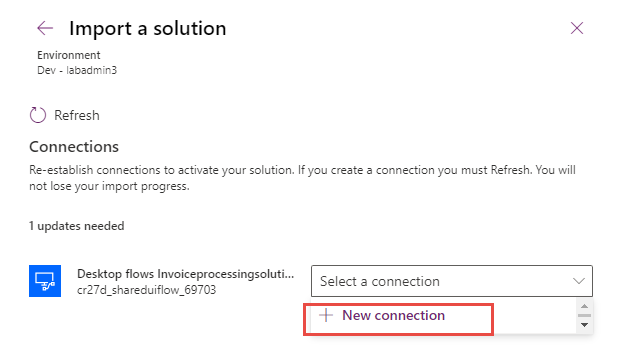 Import a solution
Environment
Dev - labadmin3
Refresh
Connections
Re-establish connections to activate your solution. If you create a connection you must Refresh. You will
not lose your import progress.
1 updates needed
Desktop flows Invoiceprocessingsoluti...
cr27d_shareduiflow_69703
Select a connection
New connection